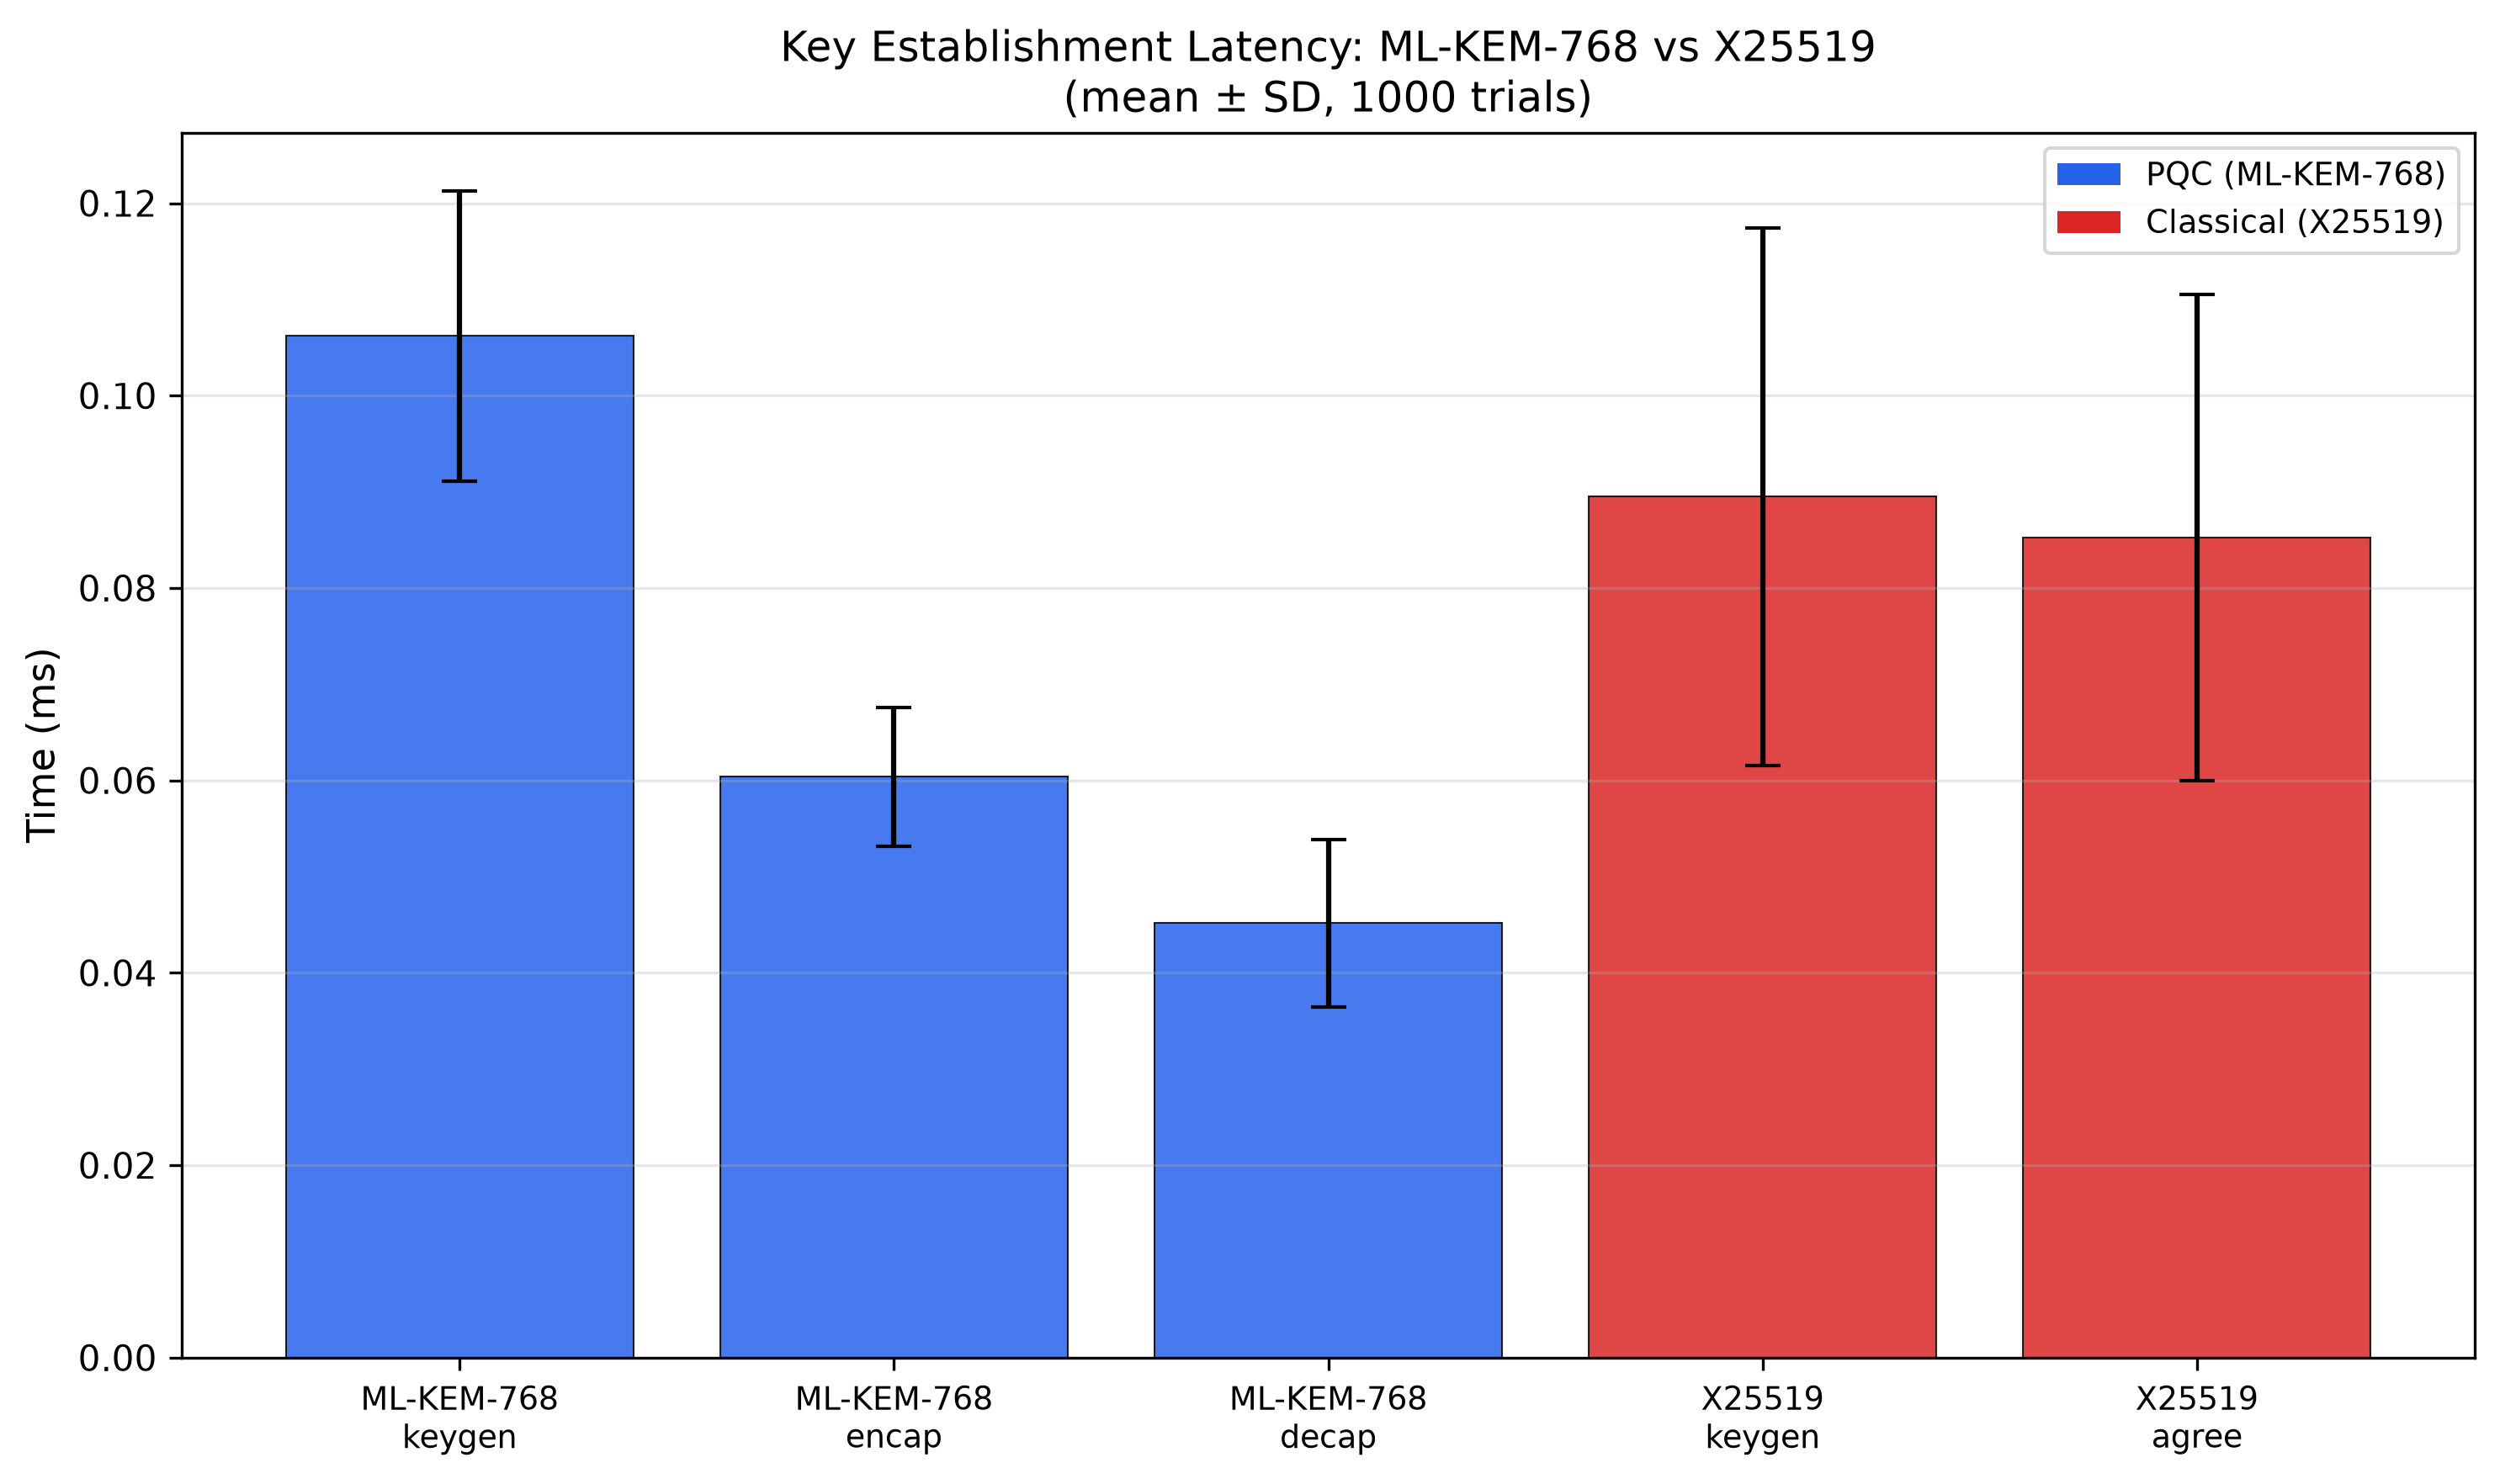 Key Establishment Latency: ML-KEM-768 vs X25519
(mean ± SD, 1000 trials)
PQC (ML-KEM-768)
Classical (X25519)
Time (ms)
0.12
0.10
0.08
0.06
0.04
0.02
0.00
ML-KEM-768
keygen
ML-KEM-768
encap
ML-KEM-768
decap
X25519
keygen
X25519
agree